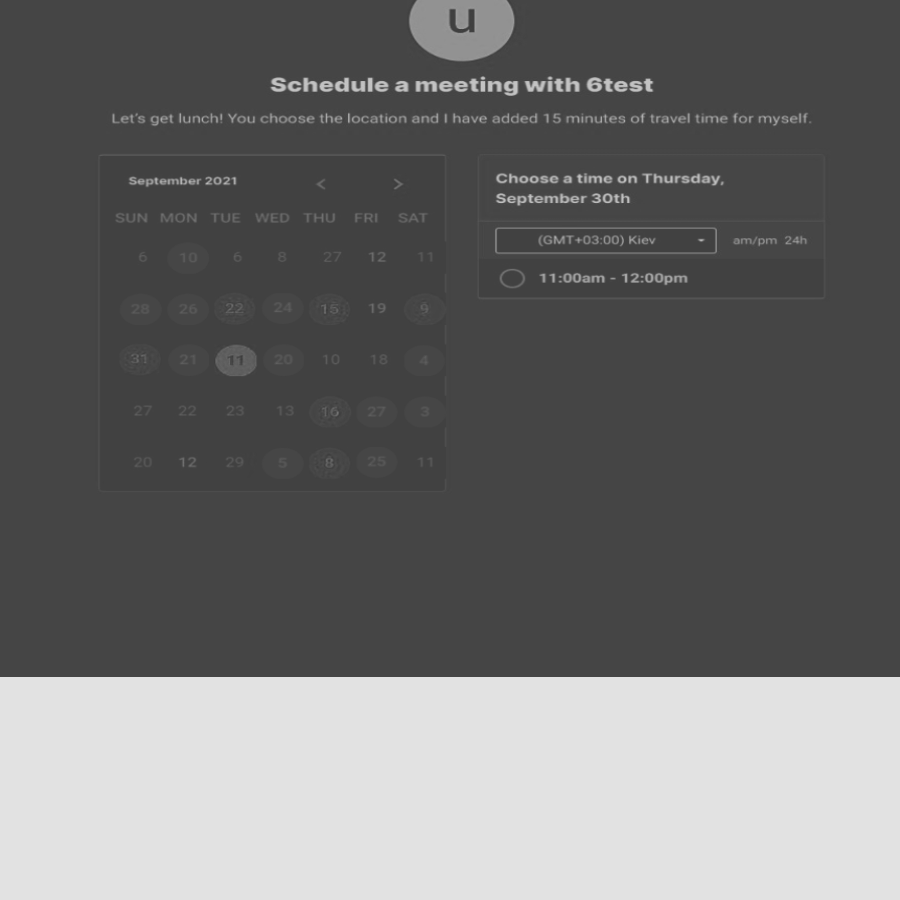 u
Schedule a meeting with 6test
Let's get lunch! You choose the location and I have added 15 minutes of travel time for myself.
September 2021 < >
SUN MON TUE WED THU FRI SAT
6 10 6 8 27 12 11
28 26 22 24 15 19 9
31 21 11 20 10 18 4
27 22 23 13 16 27 3
20 12 29 5 8 25 11
Choose a time on Thursday,
September 30th
(GMT+03:00) Kiev am/pm 24h
11:00am - 12:00pm